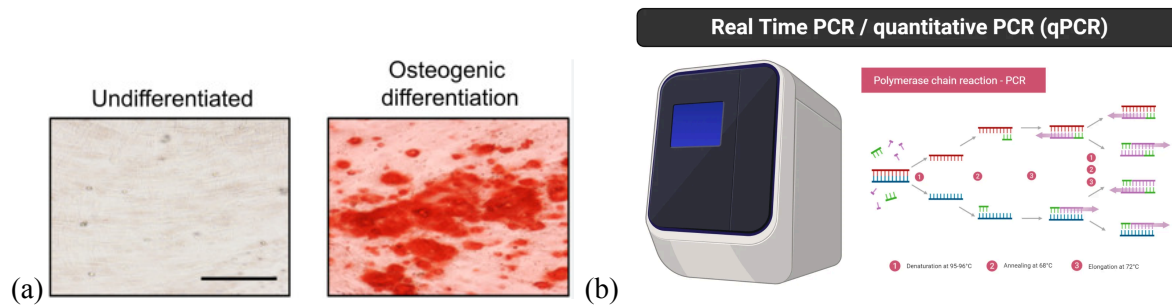 Undifferentiated
Osteogenic
differentiation
(a)
Real Time PCR / quantitative PCR (qPCR)
Polymerase chain reaction - PCR
1
2
3
1
2
3
1 Denaturation at 95-96°C
2 Annealing at 68°C
3 Elongation at 72°C
(b)